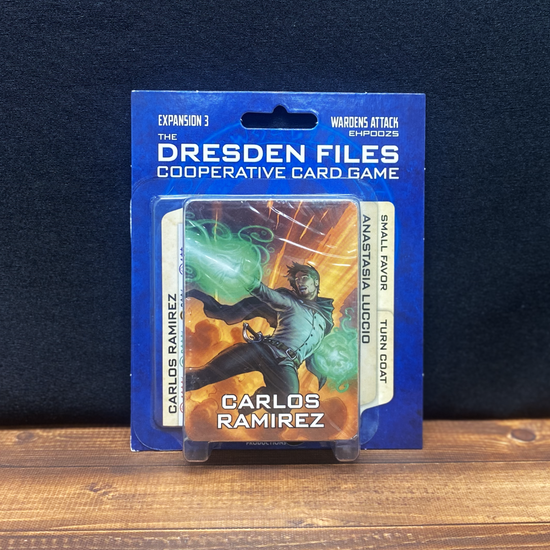 EXPANSION 3
WARDENS ATTACK
EHP0025
THE
DRESDEN FILES
COOPERATIVE CARD GAME
CARLOS RAMIREZ
ANASTASIA LUCCIO
SMALL FAVOR
TURN COAT
CARLOS
RAMIREZ
PRODUCTIONS